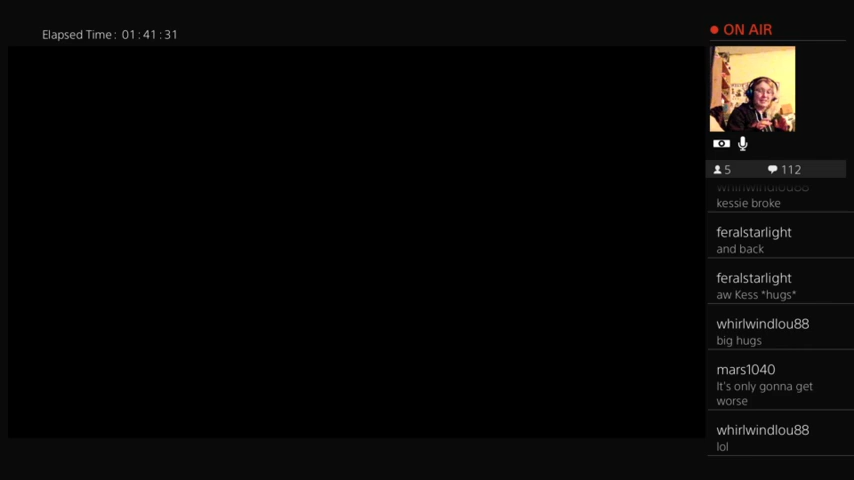 Elapsed Time: 01:41:31
ON AIR
5
112
whirlwindlou88
kessie broke
feralstarlight
and back
feralstarlight
aw Kess *hugs*
whirlwindlou88
big hugs
mars1040
It's only gonna get
worse
whirlwindlou88
lol